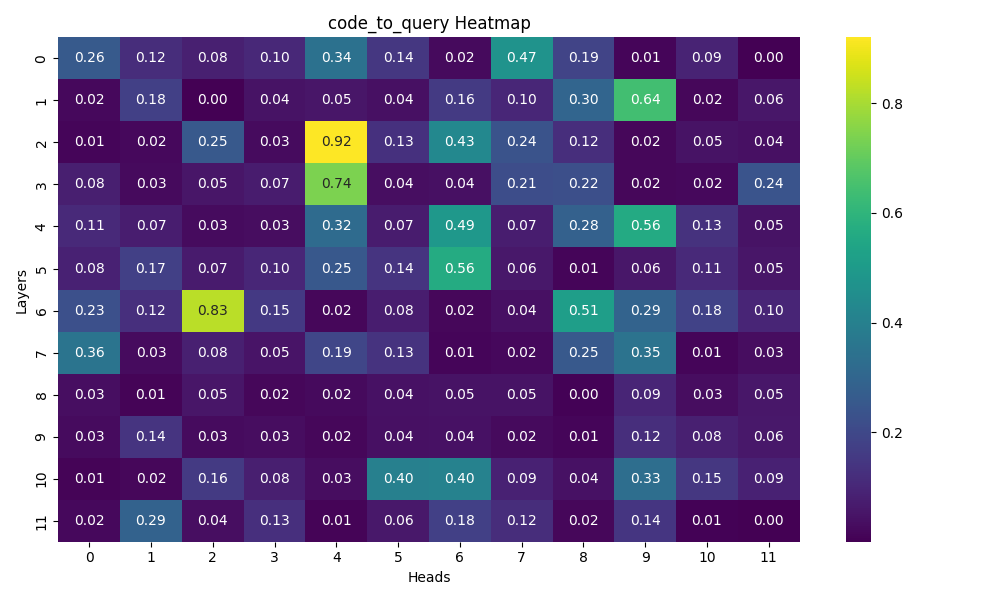 code_to_query Heatmap
0 0.26 0.12 0.08 0.10 0.34 0.14 0.02 0.47 0.19 0.01 0.09 0.00
1 0.02 0.18 0.00 0.04 0.05 0.04 0.16 0.10 0.30 0.64 0.02 0.06
2 0.01 0.02 0.25 0.03 0.92 0.13 0.43 0.24 0.12 0.02 0.05 0.04
3 0.08 0.03 0.05 0.07 0.74 0.04 0.04 0.21 0.22 0.02 0.02 0.24
4 0.11 0.07 0.03 0.03 0.32 0.07 0.49 0.07 0.28 0.56 0.13 0.05
5 0.08 0.17 0.07 0.10 0.25 0.14 0.56 0.06 0.01 0.06 0.11 0.05
6 0.23 0.12 0.83 0.15 0.02 0.08 0.02 0.04 0.51 0.29 0.18 0.10
7 0.36 0.03 0.08 0.05 0.19 0.13 0.01 0.02 0.25 0.35 0.01 0.03
8 0.03 0.01 0.05 0.02 0.02 0.04 0.05 0.05 0.00 0.09 0.03 0.05
9 0.03 0.14 0.03 0.03 0.02 0.04 0.04 0.02 0.01 0.12 0.08 0.06
10 0.01 0.02 0.16 0.08 0.03 0.40 0.40 0.09 0.04 0.33 0.15 0.09
11 0.02 0.29 0.04 0.13 0.01 0.06 0.18 0.12 0.02 0.14 0.01 0.00
0 1 2 3 4 5 6 7 8 9 10 11
Heads
Layers
0.8
0.6
0.4
0.2